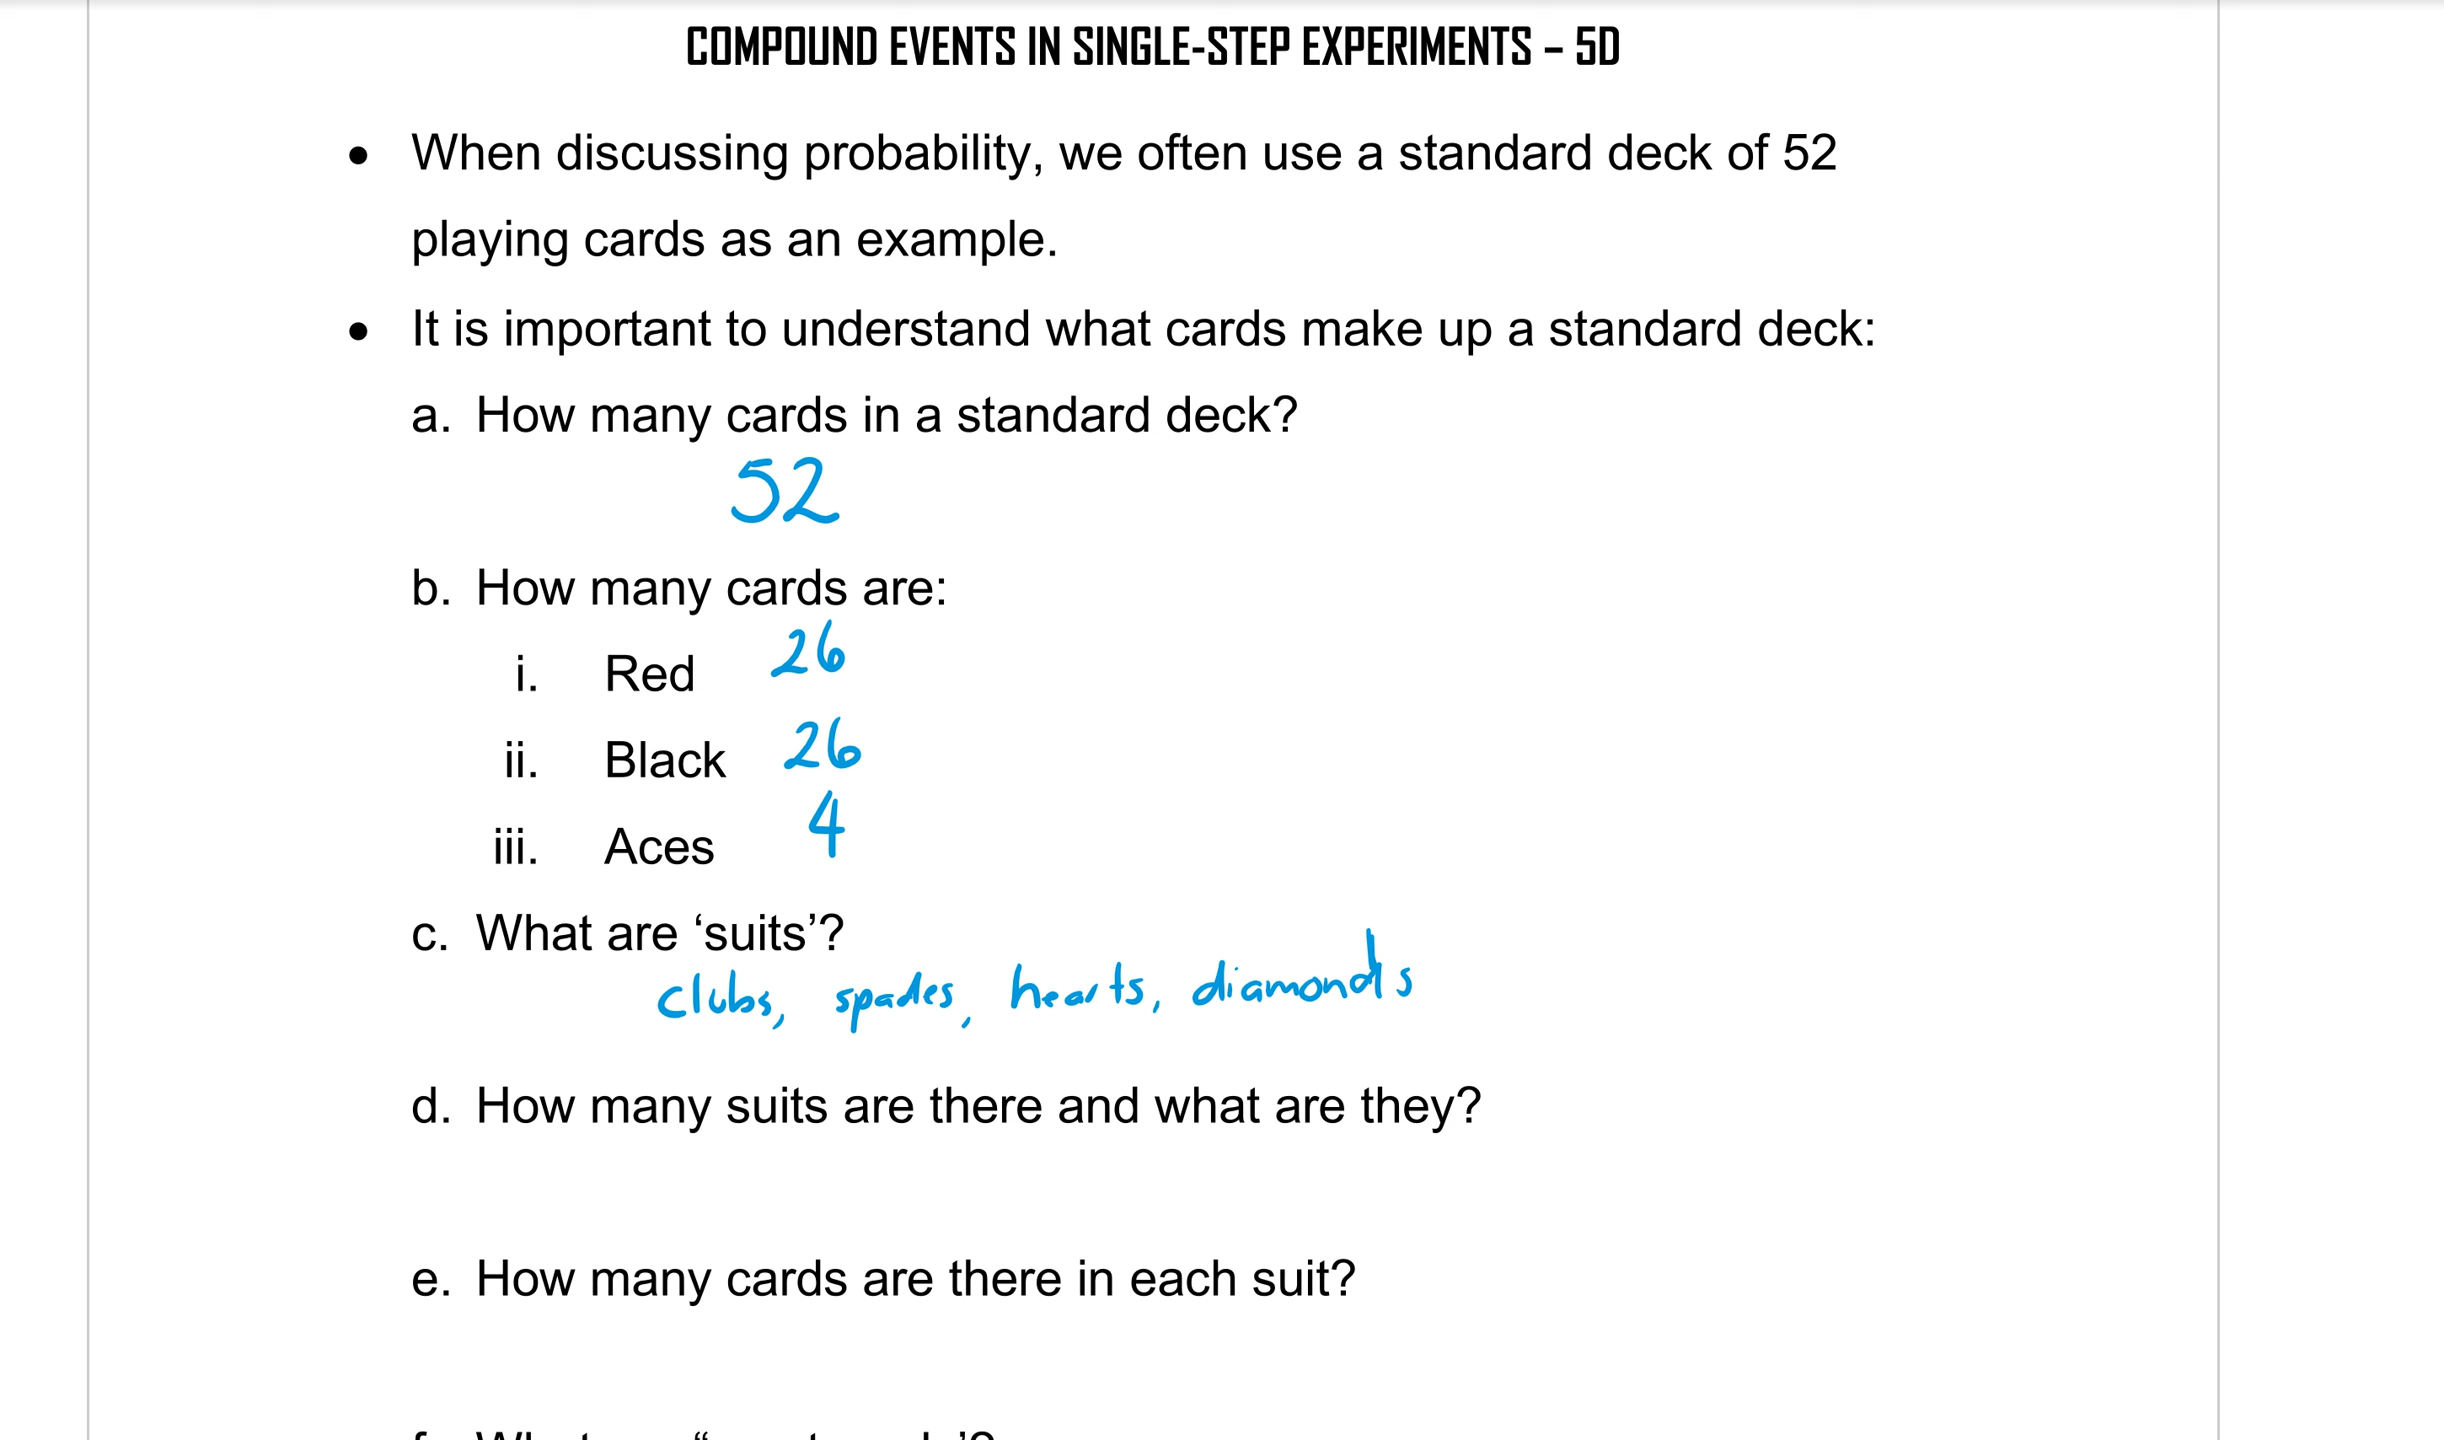 COMPOUND EVENTS IN SINGLE-STEP EXPERIMENTS – 5D
• When discussing probability, we often use a standard deck of 52
playing cards as an example.
• It is important to understand what cards make up a standard deck:
a. How many cards in a standard deck?
52
b. How many cards are:
i. Red 26
ii. Black 26
iii. Aces 4
c. What are ‘suits’?
clubs, spades, hearts, diamonds
d. How many suits are there and what are they?
e. How many cards are there in each suit?